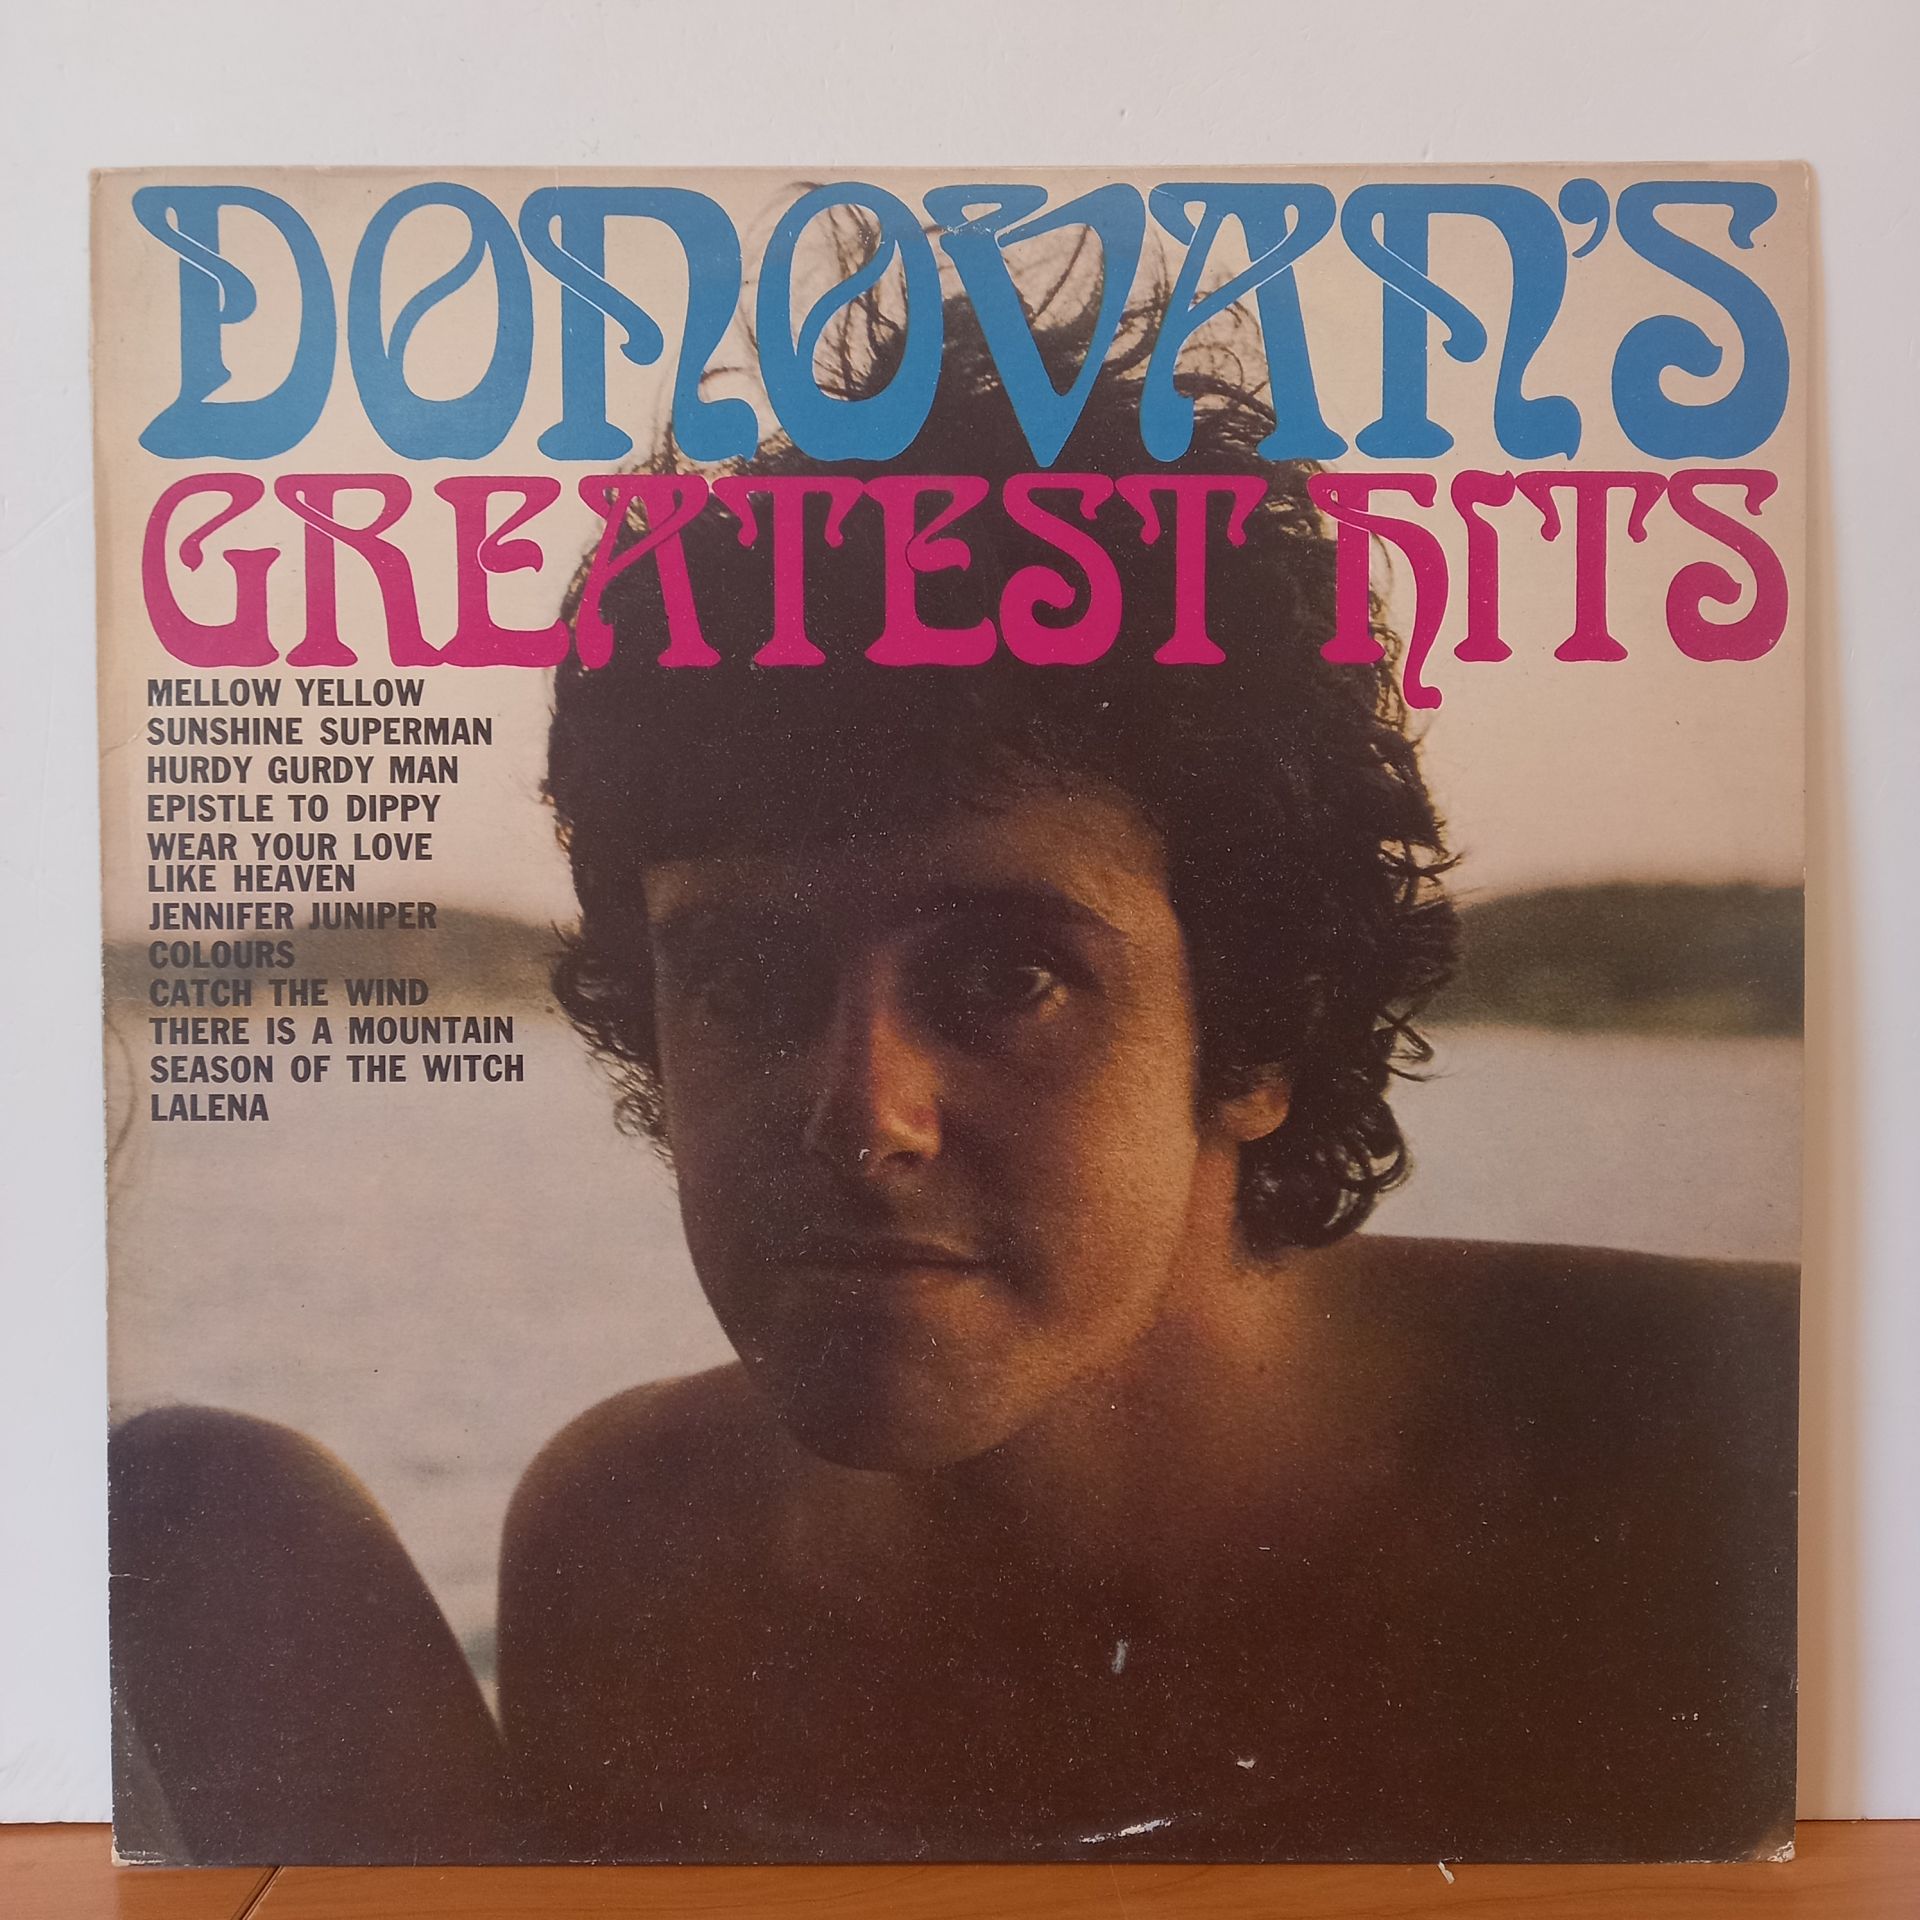 DONOVAN'S
GREATEST HITS
MELLOW YELLOW
SUNSHINE SUPERMAN
HURDY GURDY MAN
EPISTLE TO DIPPY
WEAR YOUR LOVE
LIKE HEAVEN
JENNIFER JUNIPER
COLOURS
CATCH THE WIND
THERE IS A MOUNTAIN
SEASON OF THE WITCH
LALENA